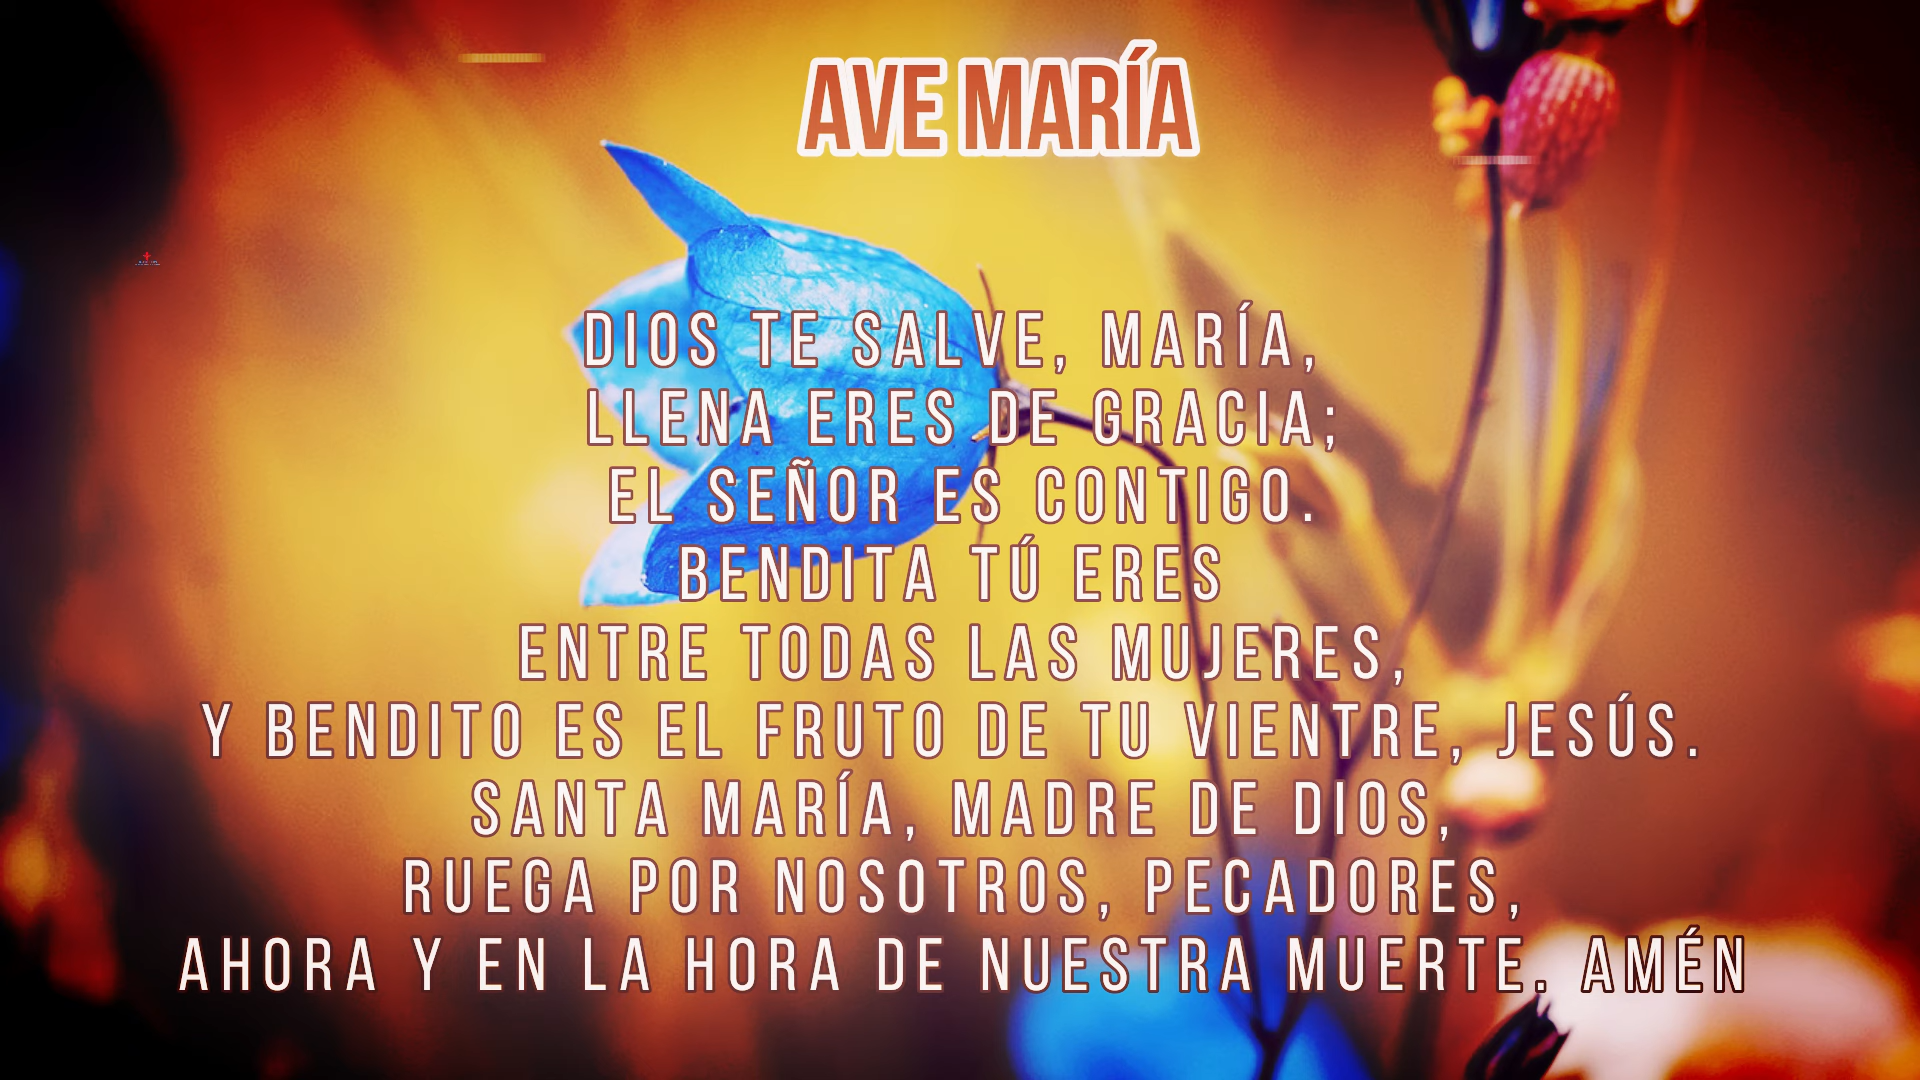 AVE MARÍA
DIOS TE SALVE, MARÍA,
LLENA ERES DE GRACIA;
EL SEÑOR ES CONTIGO.
BENDITA TÚ ERES
ENTRE TODAS LAS MUJERES,
Y BENDITO ES EL FRUTO DE TU VIENTRE, JESÚS.
SANTA MARÍA, MADRE DE DIOS,
RUEGA POR NOSOTROS, PECADORES,
AHORA Y EN LA HORA DE NUESTRA MUERTE. AMÉN